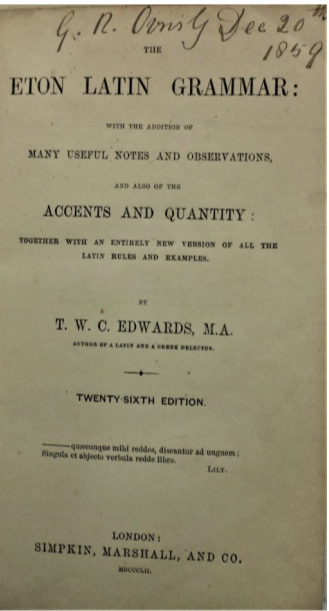 G. R. Dec 20th
1859
THE
ETON LATIN GRAMMAR:
WITH THE ADDITION OF
MANY USEFUL NOTES AND OBSERVATIONS,
AND ALSO OF THE
ACCENTS AND QUANTITY:
TOGETHER WITH AN ENTIRELY NEW VERSION OF ALL THE
LATIN RULES AND EXAMPLES.
BY
T. W. C. EDWARDS, M.A.
AUTHOR OF A LATIN AND A GREEK DELECTUS.
TWENTY-SIXTH EDITION.
——quæcunque mihi reddes, discantur ad unguem;
Singula et abjecto verbula redde libro.
LILY.
LONDON:
SIMPKIN, MARSHALL, AND CO.
MDCCCLII.